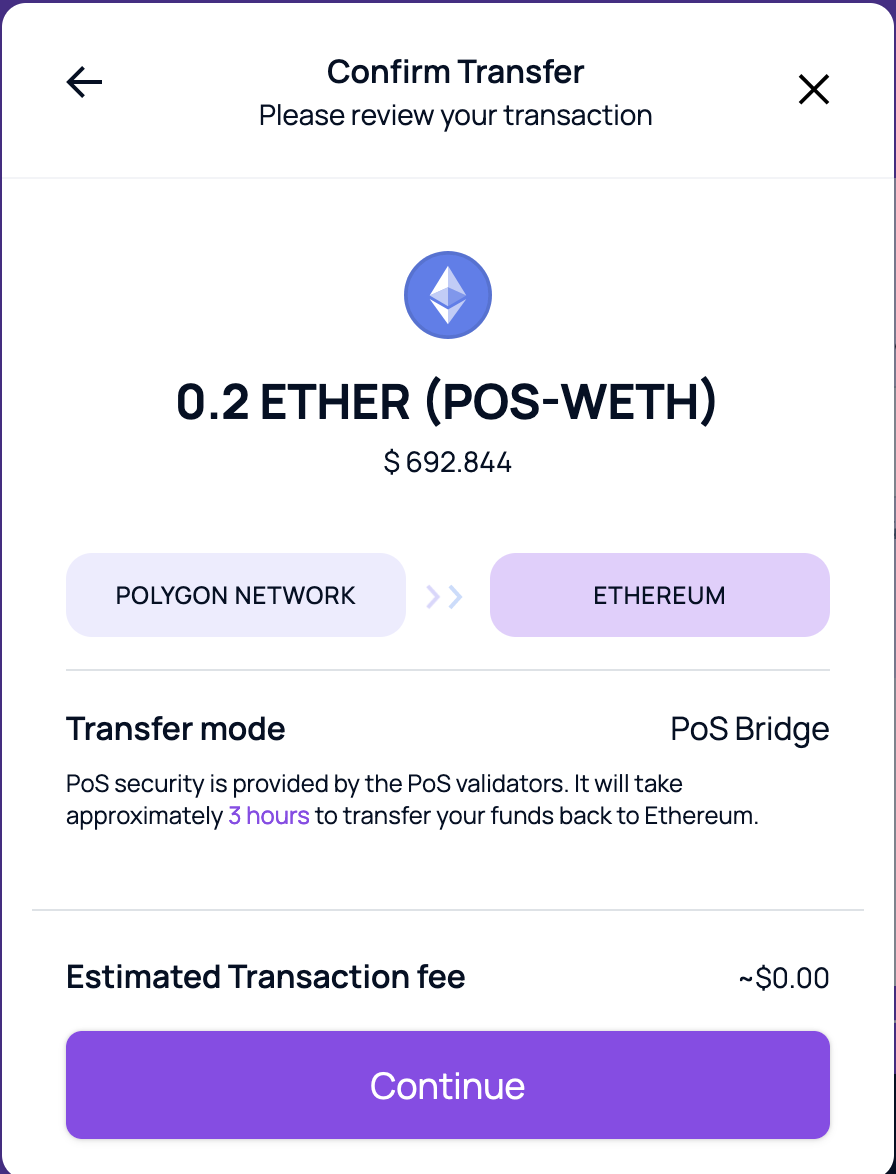 Confirm Transfer
Please review your transaction
0.2 ETHER (POS-WETH)
$ 692.844
POLYGON NETWORK
ETHEREUM
Transfer mode
PoS Bridge
PoS security is provided by the PoS validators. It will take
approximately 3 hours to transfer your funds back to Ethereum.
Estimated Transaction fee
~$0.00
Continue